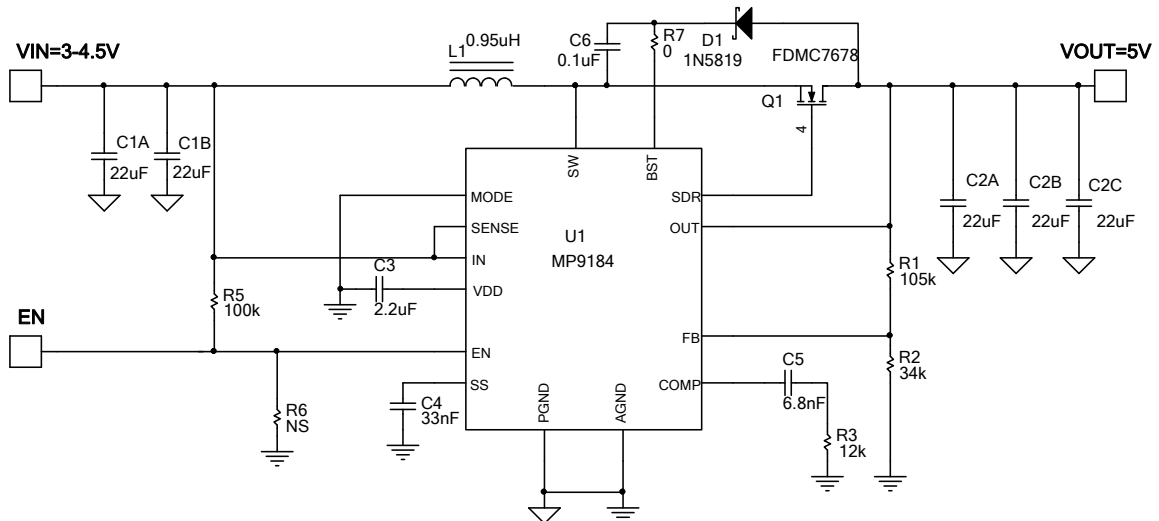 VIN=3-4.5V
L1
0.95uH
C6
0.1uF
R7
0
D1
1N5819
FDMC7678
VOUT=5V
Q1
4
C1A
22uF
C1B
22uF
SW
BST
MODE
SENSE
IN
VDD
EN
SS
SDR
OUT
FB
COMP
PGND
AGND
U1
MP9184
C2A
22uF
C2B
22uF
C2C
22uF
C3
2.2uF
R1
105k
R5
100k
EN
R2
34k
C5
6.8nF
C4
33nF
R6
NS
R3
12k